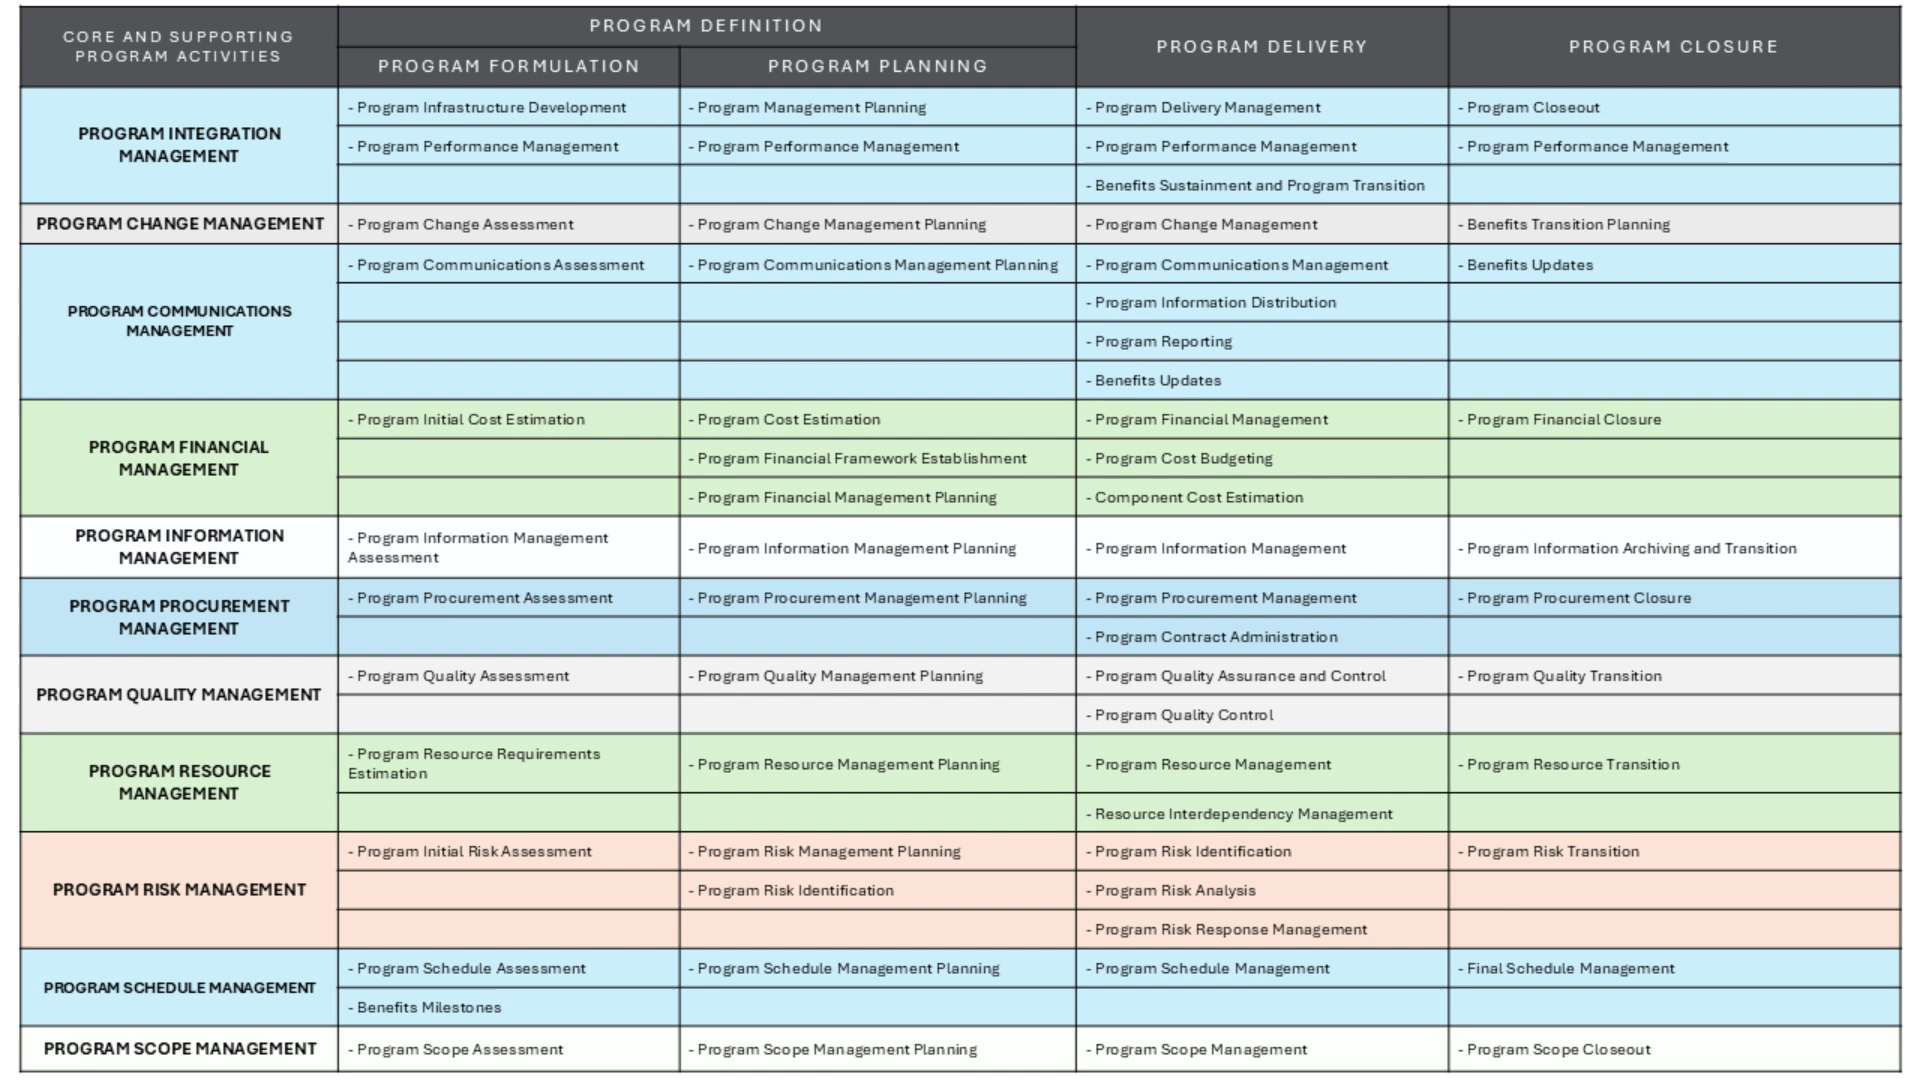 CORE AND SUPPORTING
PROGRAM ACTIVITIES
PROGRAM DEFINITION
PROGRAM DELIVERY
PROGRAM CLOSURE
PROGRAM FORMULATION
PROGRAM PLANNING
PROGRAM INTEGRATION
MANAGEMENT
- Program Infrastructure Development
- Program Management Planning
- Program Delivery Management
- Program Closeout
- Program Performance Management
- Program Performance Management
- Program Performance Management
- Program Performance Management
- Benefits Sustainment and Program Transition
PROGRAM CHANGE MANAGEMENT
- Program Change Assessment
- Program Change Management Planning
- Program Change Management
- Benefits Transition Planning
PROGRAM COMMUNICATIONS
MANAGEMENT
- Program Communications Assessment
- Program Communications Management Planning
- Program Communications Management
- Benefits Updates
- Program Information Distribution
- Program Reporting
- Benefits Updates
PROGRAM FINANCIAL
MANAGEMENT
- Program Initial Cost Estimation
- Program Cost Estimation
- Program Financial Management
- Program Financial Closure
- Program Financial Framework Establishment
- Program Cost Budgeting
- Program Financial Management Planning
- Component Cost Estimation
PROGRAM INFORMATION
MANAGEMENT
- Program Information Management
Assessment
- Program Information Management Planning
- Program Information Management
- Program Information Archiving and Transition
PROGRAM PROCUREMENT
MANAGEMENT
- Program Procurement Assessment
- Program Procurement Management Planning
- Program Procurement Management
- Program Procurement Closure
- Program Contract Administration
PROGRAM QUALITY MANAGEMENT
- Program Quality Assessment
- Program Quality Management Planning
- Program Quality Assurance and Control
- Program Quality Transition
- Program Quality Control
PROGRAM RESOURCE
MANAGEMENT
- Program Resource Requirements
Estimation
- Program Resource Management Planning
- Program Resource Management
- Program Resource Transition
- Resource Interdependency Management
PROGRAM RISK MANAGEMENT
- Program Initial Risk Assessment
- Program Risk Management Planning
- Program Risk Identification
- Program Risk Transition
- Program Risk Identification
- Program Risk Analysis
- Program Risk Response Management
PROGRAM SCHEDULE MANAGEMENT
- Program Schedule Assessment
- Program Schedule Management Planning
- Program Schedule Management
- Final Schedule Management
- Benefits Milestones
PROGRAM SCOPE MANAGEMENT
- Program Scope Assessment
- Program Scope Management Planning
- Program Scope Management
- Program Scope Closeout